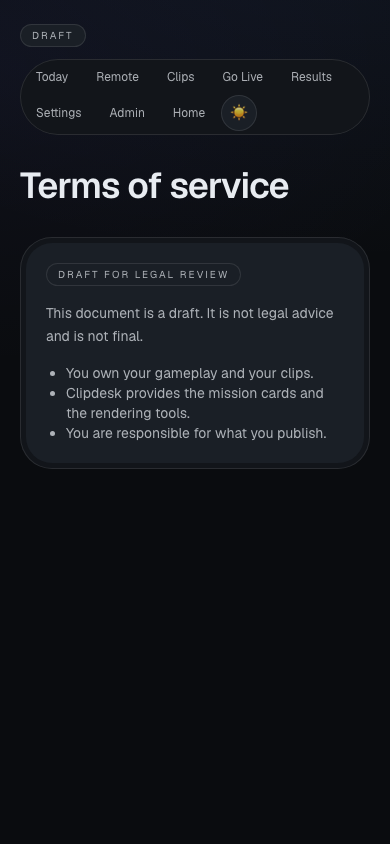 DRAFT
Today Remote Clips Go Live Results
Settings Admin Home
Terms of service
DRAFT FOR LEGAL REVIEW
This document is a draft. It is not legal advice
and is not final.
You own your gameplay and your clips.
Clipdesk provides the mission cards and
the rendering tools.
You are responsible for what you publish.